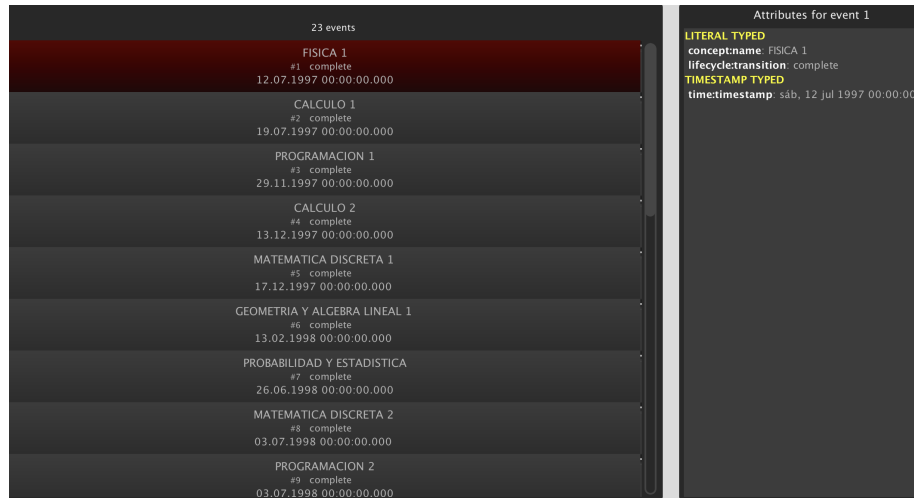 23 events
FISICA 1
#1 complete
12.07.1997 00:00:00.000
CALCULO 1
#2 complete
19.07.1997 00:00:00.000
PROGRAMACION 1
#3 complete
29.11.1997 00:00:00.000
CALCULO 2
#4 complete
13.12.1997 00:00:00.000
MATEMATICA DISCRETA 1
#5 complete
17.12.1997 00:00:00.000
GEOMETRIA Y ALGEBRA LINEAL 1
#6 complete
13.02.1998 00:00:00.000
PROBABILIDAD Y ESTADISTICA
#7 complete
26.06.1998 00:00:00.000
MATEMATICA DISCRETA 2
#8 complete
03.07.1998 00:00:00.000
PROGRAMACION 2
#9 complete
03.07.1998 00:00:00.000
Attributes for event 1
LITERAL TYPED
concept:name: FISICA 1
lifecycle:transition: complete
TIMESTAMP TYPED
time:timestamp: sáb, 12 jul 1997 00:00:00